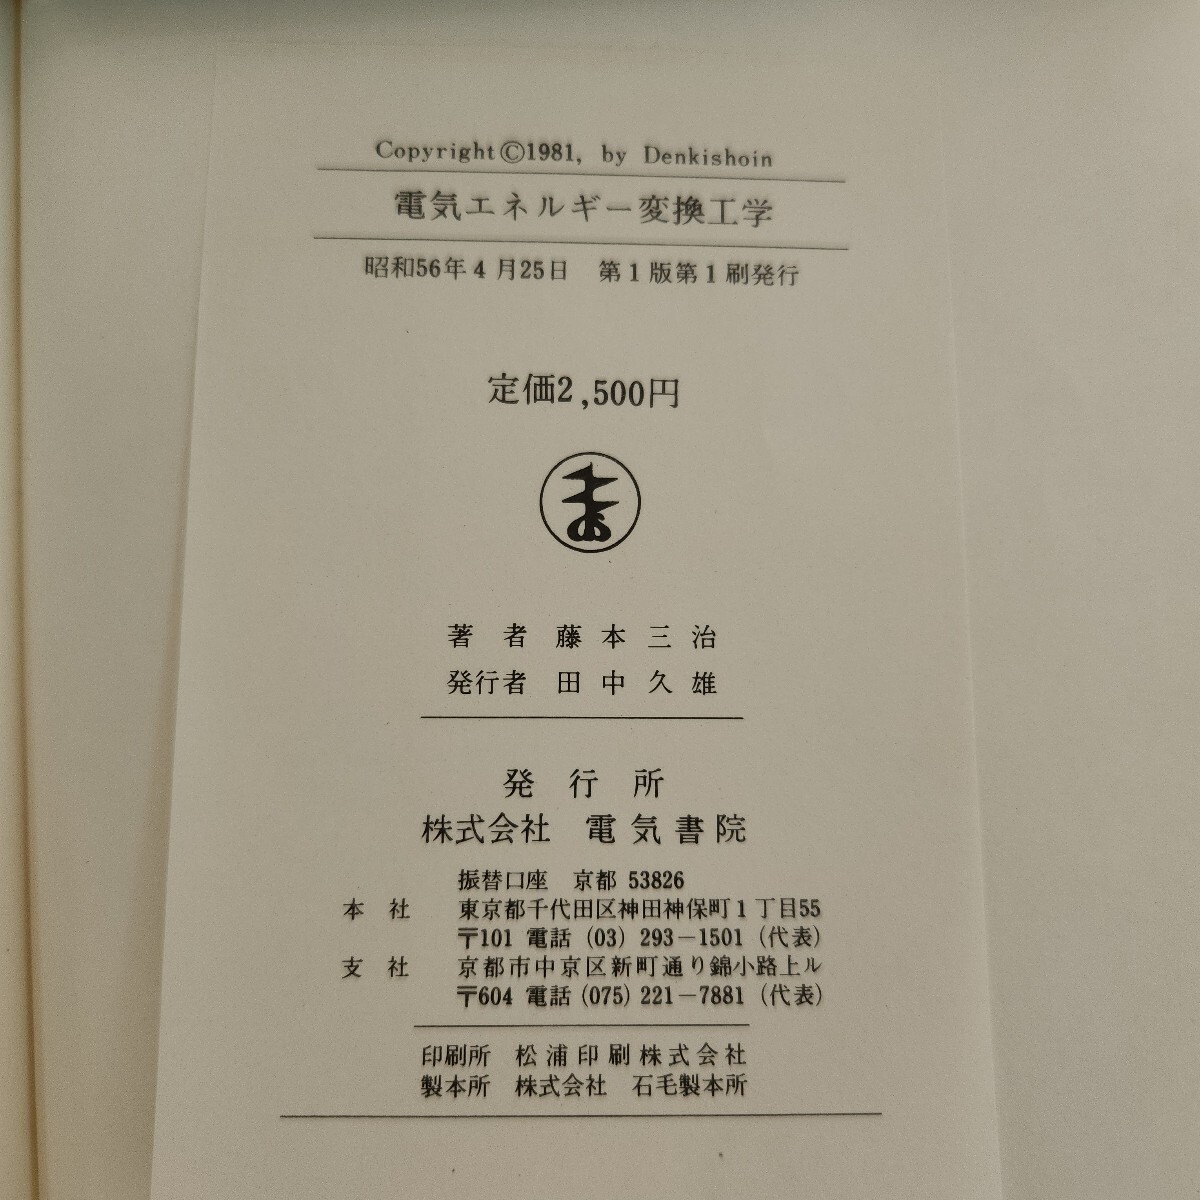 Copyright©1981, by Denkishoin
電気エネルギー変換工学
昭和56年4月25日 第1版第1刷発行
定価2,500円
著者 藤本三治
発行者 田中久雄
発行所
株式会社 電気書院
振替口座 京都 53826
本社 東京都千代田区神田神保町1丁目55
〒101 電話 (03) 293-1501 (代表)
支社 京都市中京区新町通り錦小路上ル
〒604 電話 (075) 221-7881 (代表)
印刷所 松浦印刷株式会社
製本所 株式会社 石毛製本所